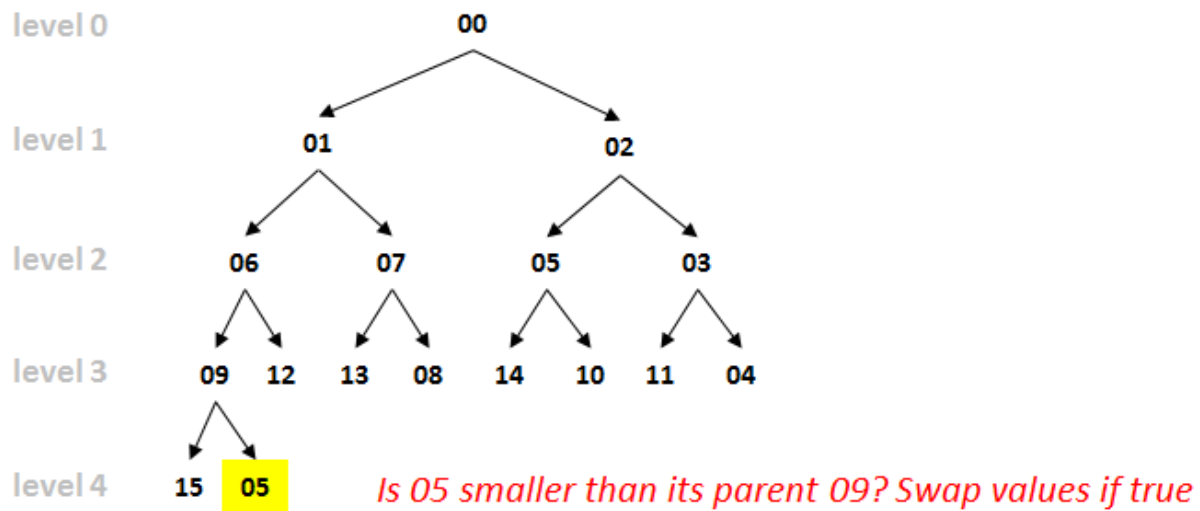 level 0 00
level 1 01 02
level 2 06 07 05 03
level 3 09 12 13 08 14 10 11 04
level 4 15 05 Is 05 smaller than its parent 09? Swap values if true